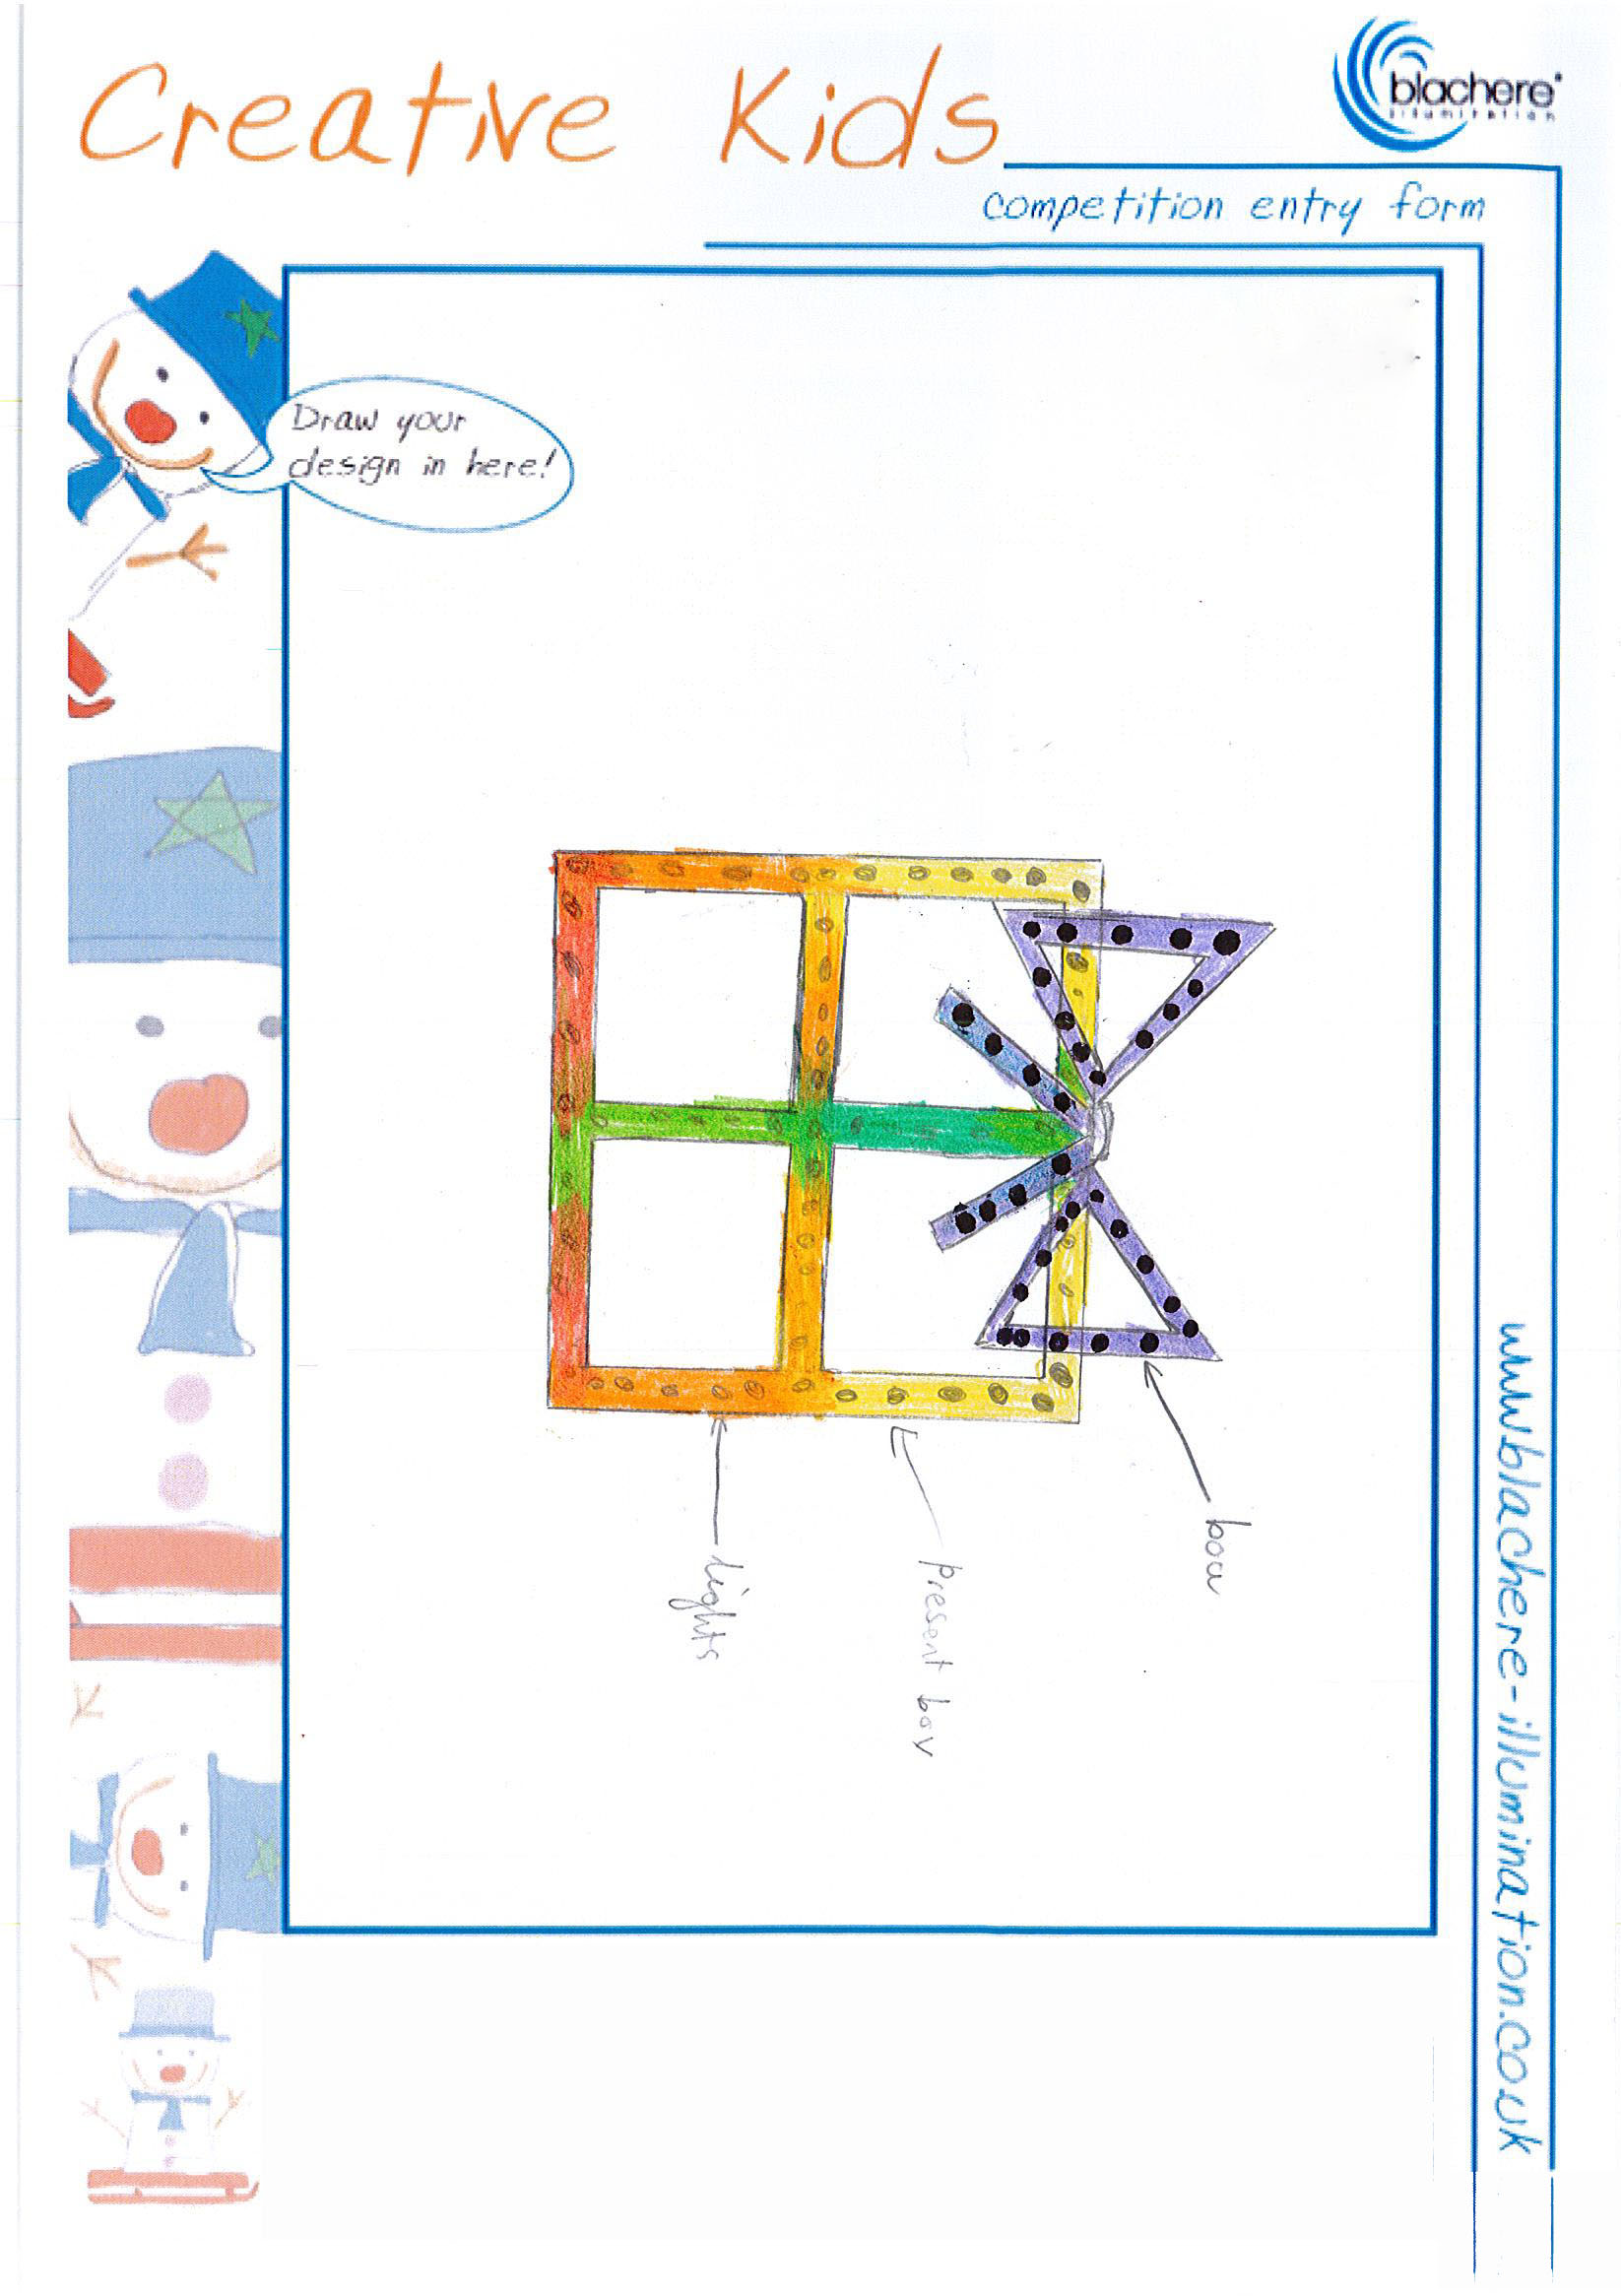 Creative Kids
blachere
illumination
competition entry form
Draw your
design in here!
bow
present box
lights
www.blachere-illumination.co.uk